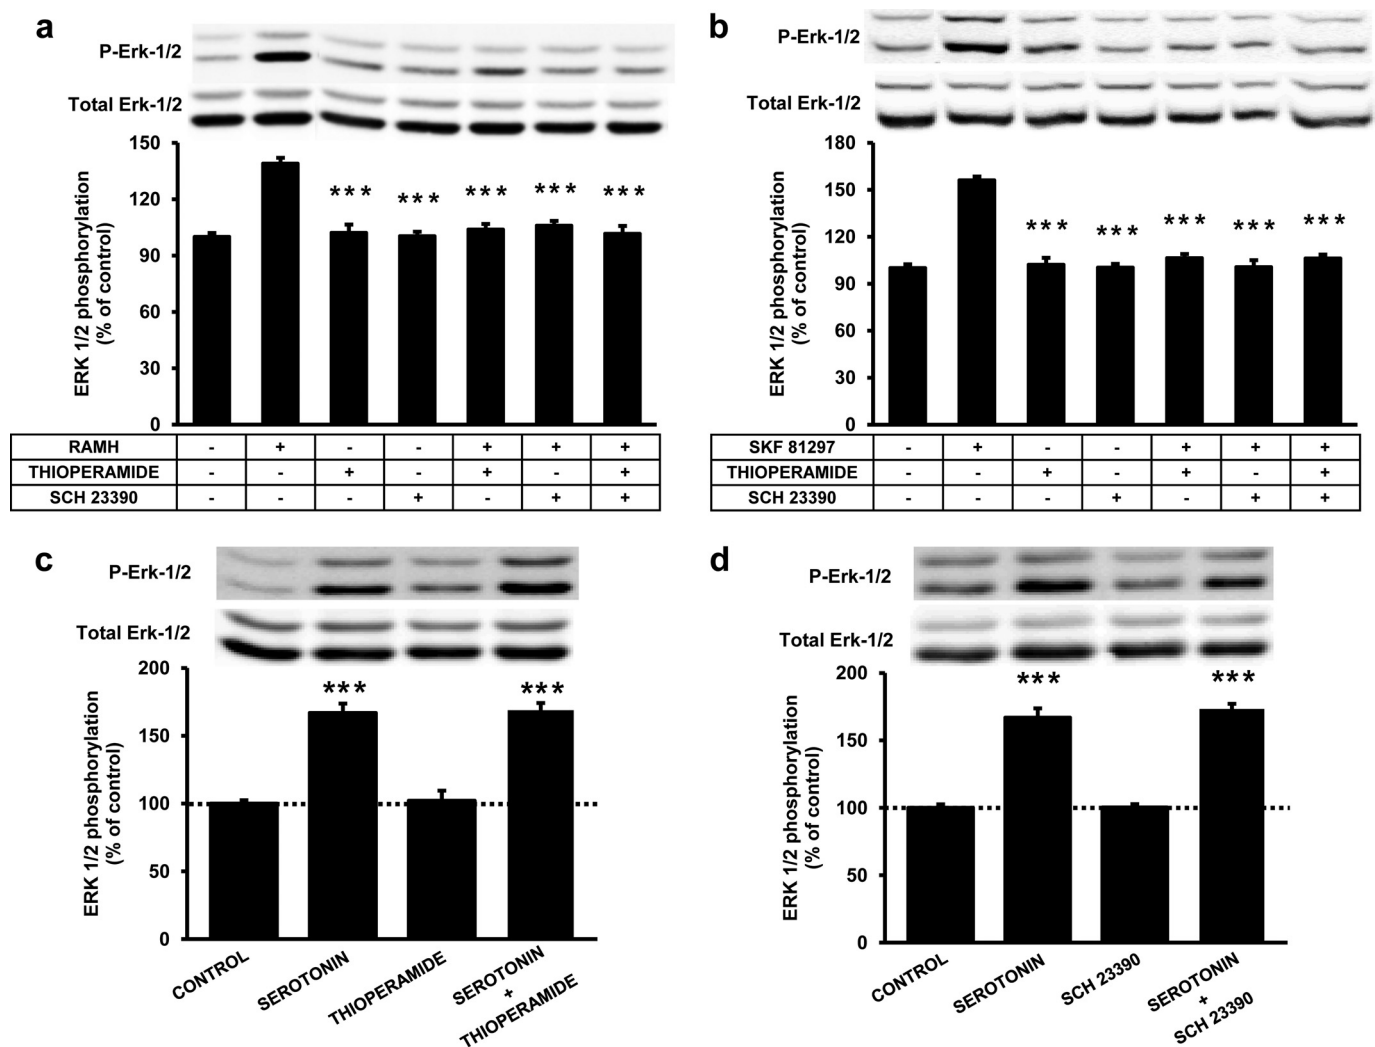 a
P-Erk-1/2
Total Erk-1/2
150
120
90
60
30
0
ERK 1/2 phosphorylation
(% of control)
*** *** *** *** ***
RAMH - + - - + + +
THIOPERAMIDE - - + - + - +
SCH 23390 - - - + - + +
b
P-Erk-1/2
Total Erk-1/2
180
150
120
90
60
30
0
ERK 1/2 phosphorylation
(% of control)
*** *** *** *** ***
SKF 81297 - + - - + + +
THIOPERAMIDE - - + - + - +
SCH 23390 - - - + - + +
c
P-Erk-1/2
Total Erk-1/2
200
150
100
50
0
ERK 1/2 phosphorylation
(% of control)
*** ***
CONTROL
SEROTONIN
THIOPERAMIDE
SEROTONIN
+
THIOPERAMIDE
d
P-Erk-1/2
Total Erk-1/2
200
150
100
50
0
ERK 1/2 phosphorylation
(% of control)
*** ***
CONTROL
SEROTONIN
SCH 23390
SEROTONIN
+
SCH 23390